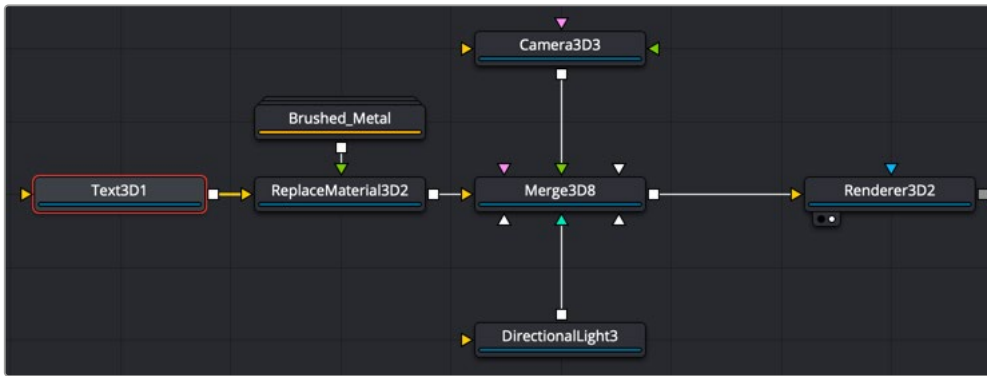 Camera3D3
Brushed_Metal
Text3D1
ReplaceMaterial3D2
Merge3D8
Renderer3D2
DirectionalLight3